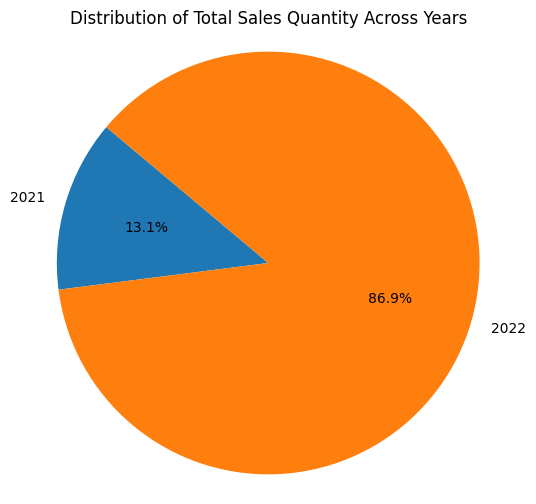 Distribution of Total Sales Quantity Across Years
2021
13.1%
86.9%
2022